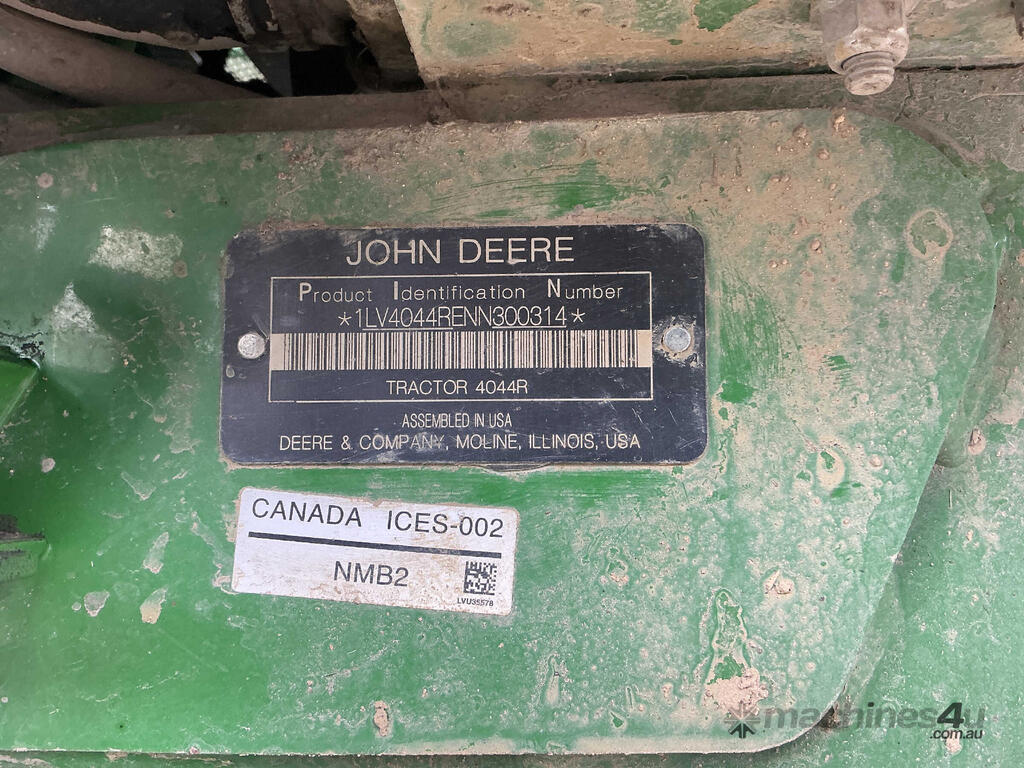 JOHN DEERE
Product Identification Number
*1LV4044RENN300314*
TRACTOR 4044R
ASSEMBLED IN USA
DEERE & COMPANY, MOLINE, ILLINOIS, USA
CANADA ICES-002
NMB2
LVU35578
machines4u
.com.au